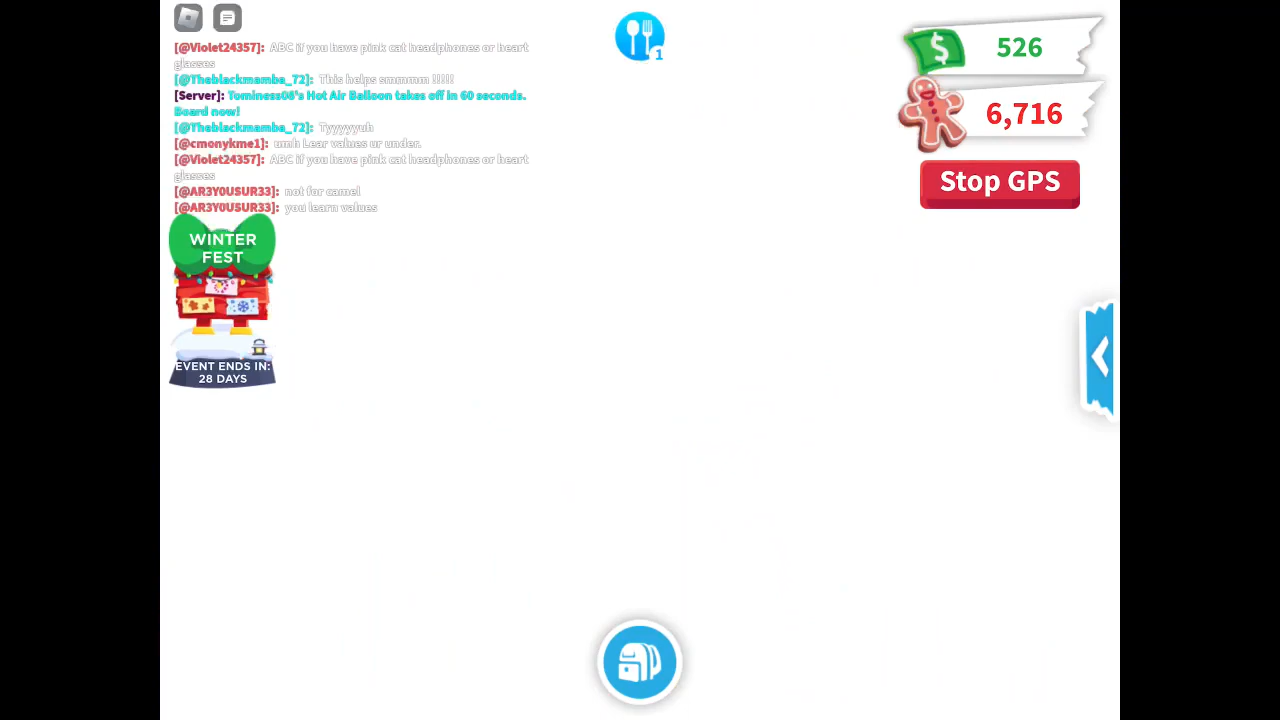 [@Violet24357]: ABC if you have pink cat headphones or heart
glasses
[@Theblackmamba_72]: This helps smmmm !!!!!
[Server]: Tominess06's Hot Air Balloon takes off in 60 seconds.
Board now!
[@Theblackmamba_72]: Tyyyyyuh
[@cmonykme1]: umh Lear values ur under.
[@Violet24357]: ABC if you have pink cat headphones or heart
glasses
[@AR3Y0USUR33]: not for camel
[@AR3Y0USUR33]: you learn values
1
526
6,716
Stop GPS
WINTER
FEST
EVENT ENDS IN:
28 DAYS